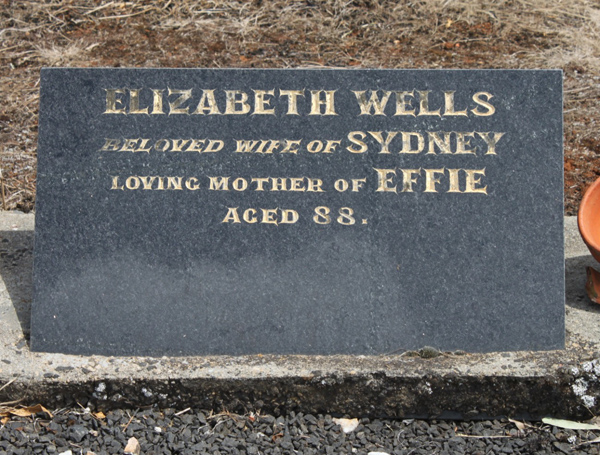 ELIZABETH WELLS
BELOVED WIFE OF SYDNEY
LOVING MOTHER OF EFFIE
AGED 88.